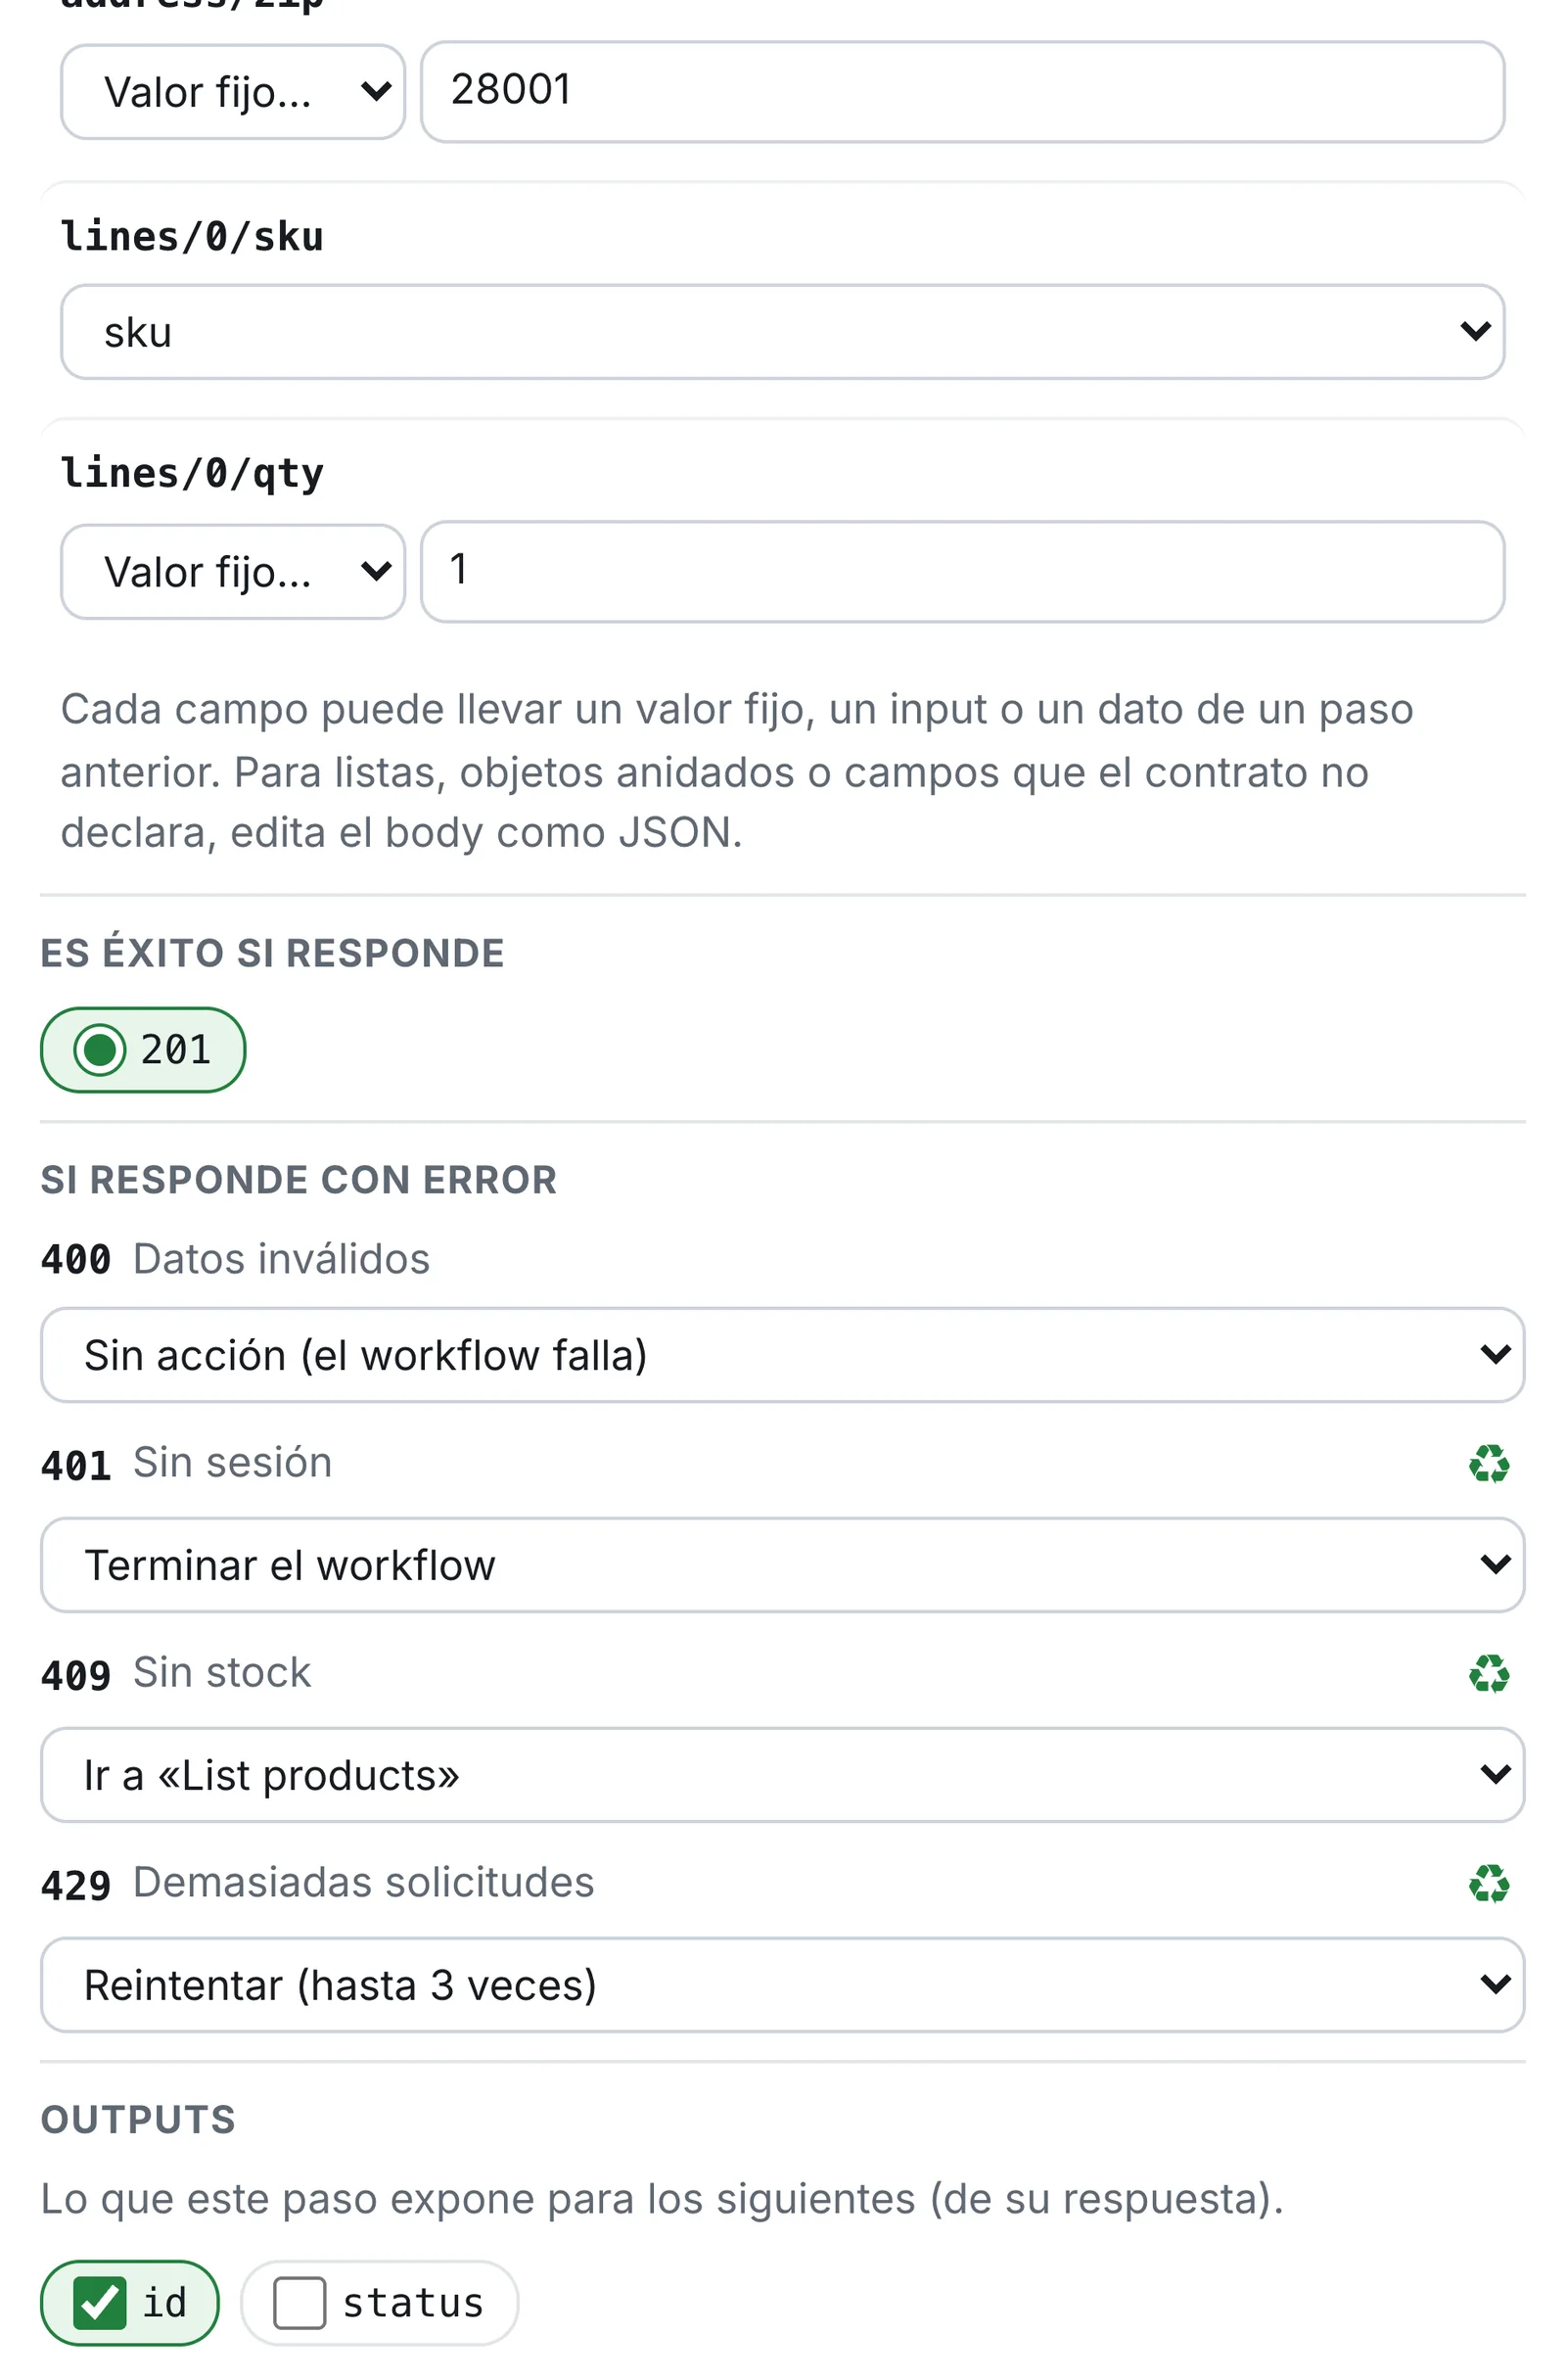 address/zip
Valor fijo...
28001
lines/0/sku
sku
lines/0/qty
Valor fijo...
1
Cada campo puede llevar un valor fijo, un input o un dato de un paso
anterior. Para listas, objetos anidados o campos que el contrato no
declara, edita el body como JSON.
ES ÉXITO SI RESPONDE
201
SI RESPONDE CON ERROR
400 Datos inválidos
Sin acción (el workflow falla)
401 Sin sesión
Terminar el workflow
409 Sin stock
Ir a «List products»
429 Demasiadas solicitudes
Reintentar (hasta 3 veces)
OUTPUTS
Lo que este paso expone para los siguientes (de su respuesta).
id
status